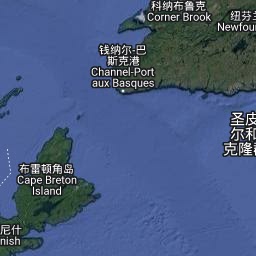 科纳布鲁克
Corner Brook
纽芬兰
Newfou
钱纳尔-巴
斯克港
Channel-Port
aux Basques
圣皮
尔和
克隆群
布雷顿角岛
Cape Breton
Island
尼什
nish